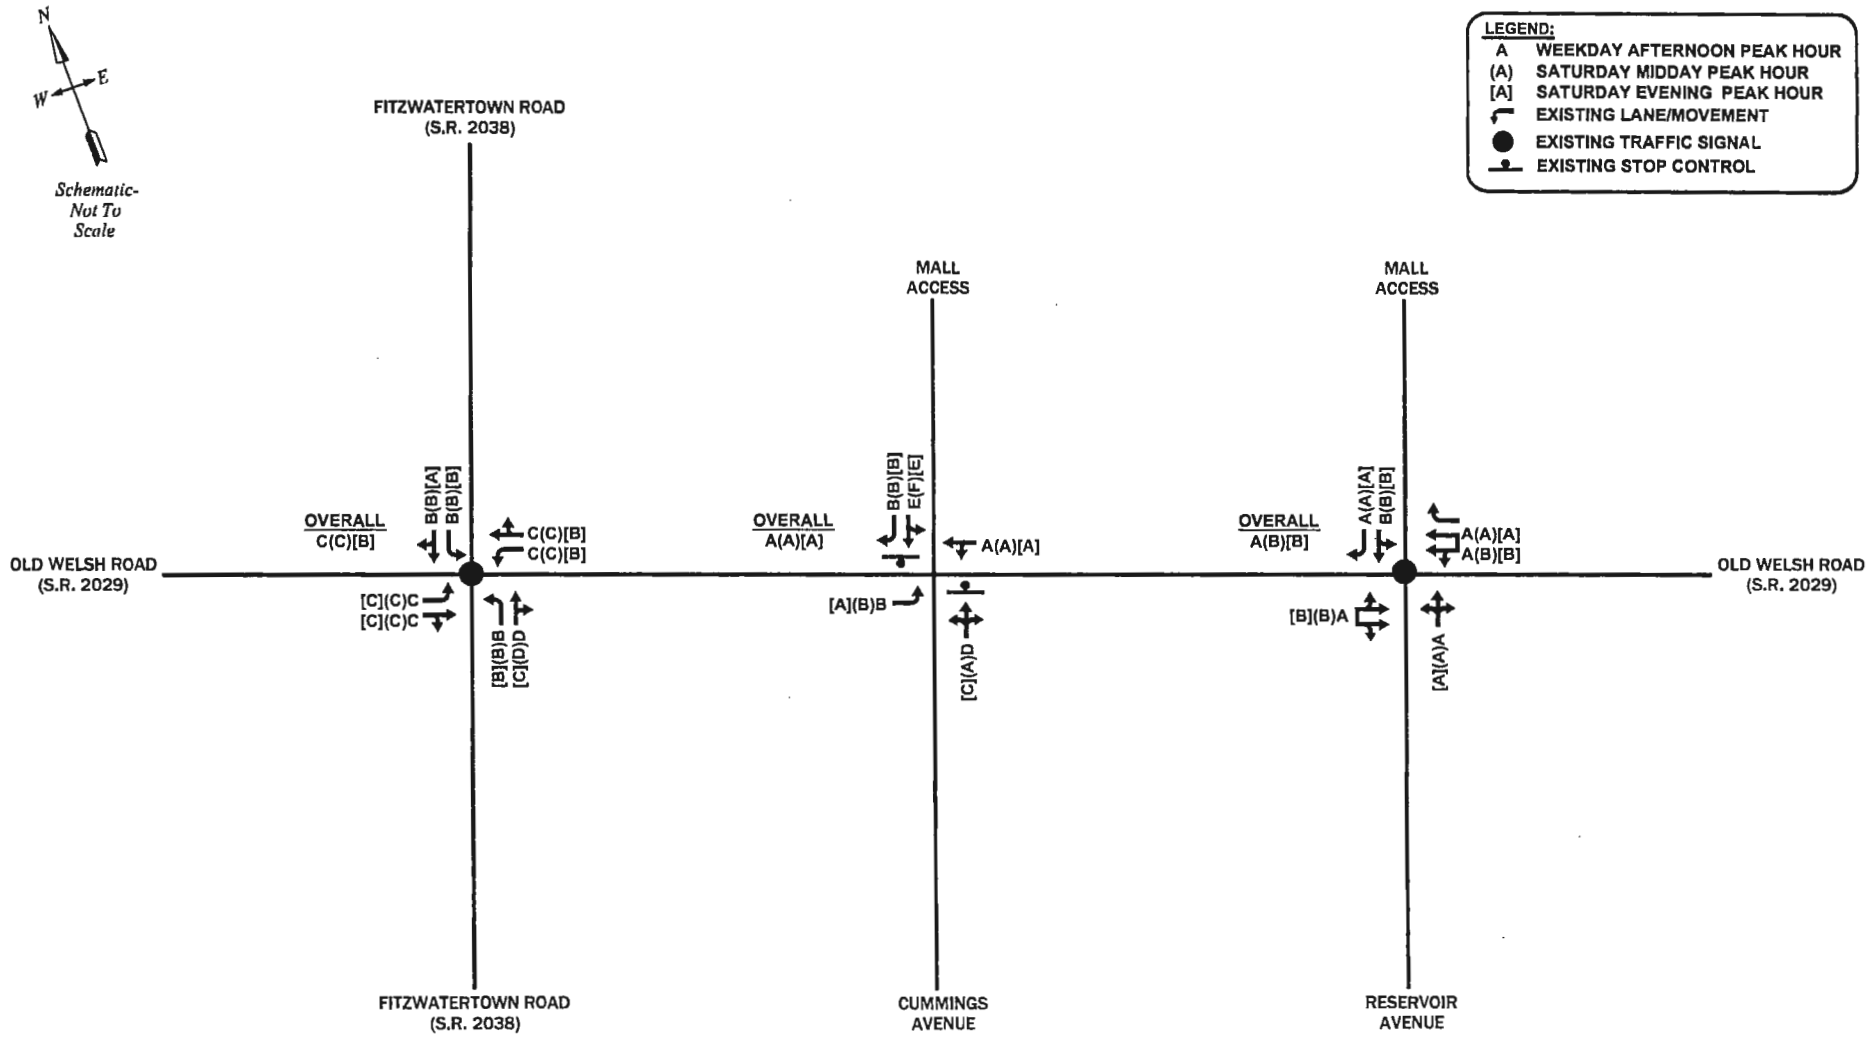 N
E
W
Schematic-
Not To
Scale
LEGEND:
A WEEKDAY AFTERNOON PEAK HOUR
(A) SATURDAY MIDDAY PEAK HOUR
[A] SATURDAY EVENING PEAK HOUR
EXISTING LANE/MOVEMENT
EXISTING TRAFFIC SIGNAL
EXISTING STOP CONTROL
FITZWATERTOWN ROAD
(S.R. 2038)
MALL
ACCESS
MALL
ACCESS
OLD WELSH ROAD
(S.R. 2029)
OVERALL
C(C)[B]
B(B)[A]
B(B)[B]
C(C)[B]
C(C)[B]
[C](C)C
[C](C)C
[B](B)B
[C](D)D
OVERALL
A(A)[A]
B(B)[B]
E(F)[E]
A(A)[A]
[A](B)B
[C](A)D
OVERALL
A(B)[B]
A(A)[A]
B(B)[B]
A(A)[A]
A(B)[B]
[B](B)A
[A](A)A
OLD WELSH ROAD
(S.R. 2029)
FITZWATERTOWN ROAD
(S.R. 2038)
CUMMINGS
AVENUE
RESERVOIR
AVENUE